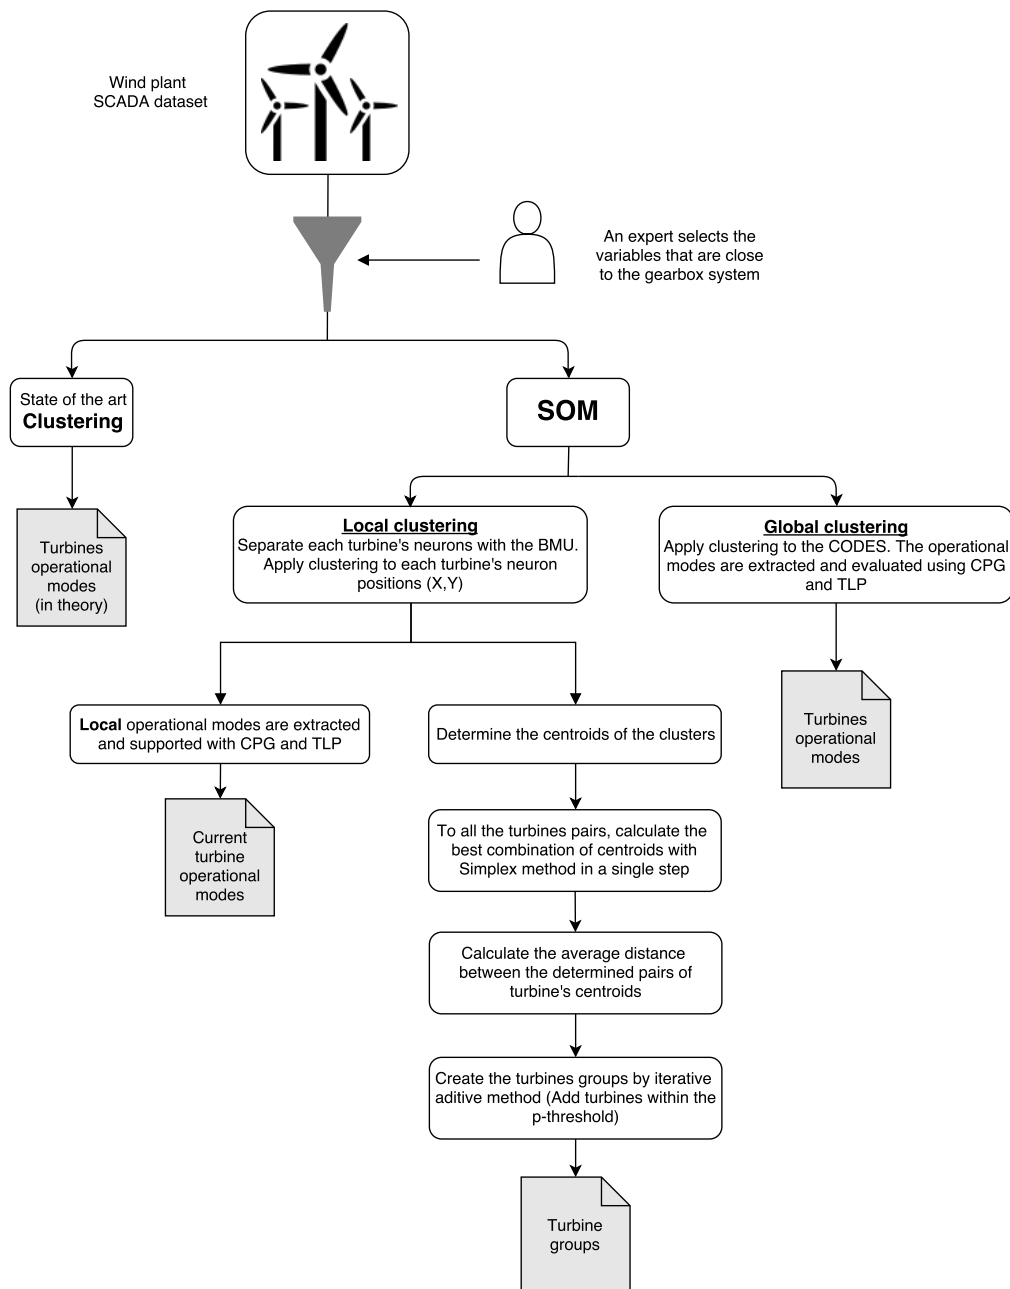 Wind plant
SCADA dataset
An expert selects the
variables that are close
to the gearbox system
State of the art
Clustering
SOM
Turbines
operational
modes
(in theory)
Local clustering
Separate each turbine's neurons with the BMU.
Apply clustering to each turbine's neuron
positions (X,Y)
Global clustering
Apply clustering to the CODES. The operational
modes are extracted and evaluated using CPG
and TLP
Local operational modes are extracted
and supported with CPG and TLP
Determine the centroids of the clusters
Turbines
operational
modes
Current
turbine
operational
modes
To all the turbines pairs, calculate the
best combination of centroids with
Simplex method in a single step
Calculate the average distance
between the determined pairs of
turbine's centroids
Create the turbines groups by iterative
aditive method (Add turbines within the
p-threshold)
Turbine
groups